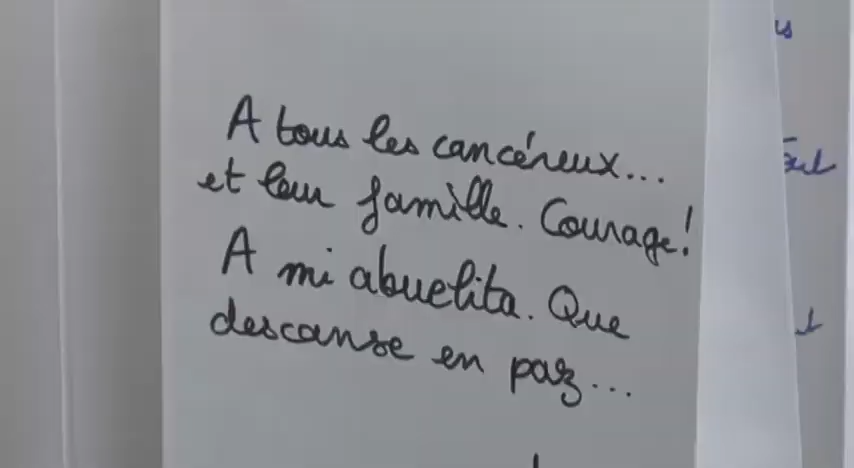 A tous les cancéreux...
et leur famille. Courage!
A mi abuelita. Que
descanse en paz...